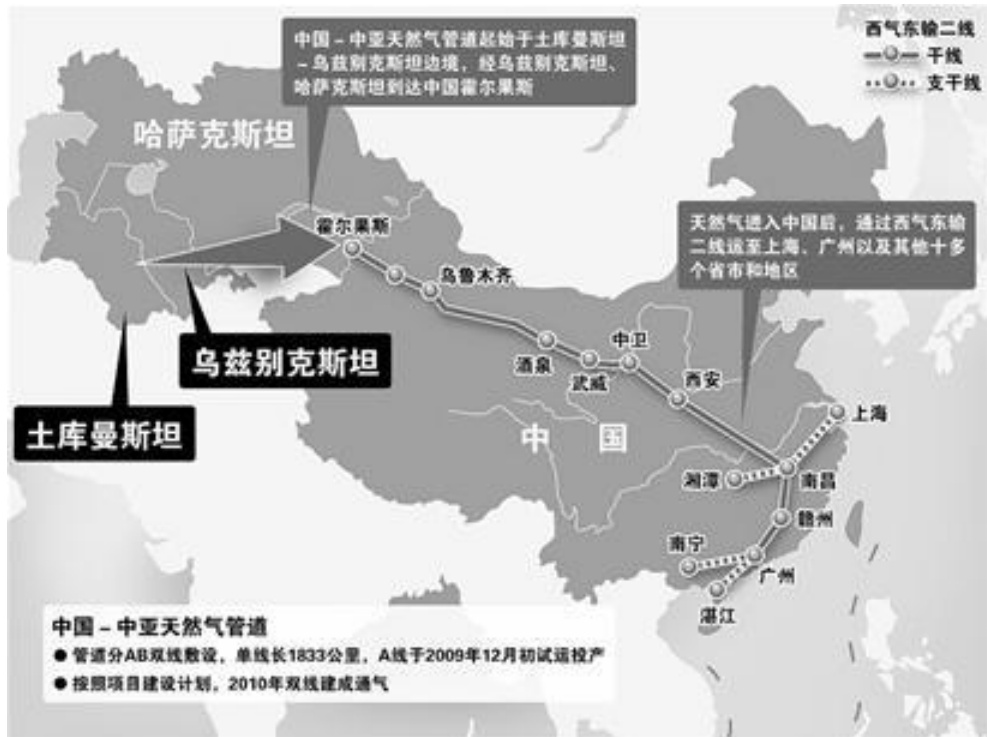 中国－中亚天然气管道起始于土库曼斯坦
－乌兹别克斯坦边境，经乌兹别克斯坦、
哈萨克斯坦到达中国霍尔果斯
西气东输二线
干线
支干线
哈萨克斯坦
霍尔果斯
天然气进入中国后，通过西气东输
二线运至上海、广州以及其他十多
个省市和地区
乌鲁木齐
乌兹别克斯坦
酒泉
中卫
武威
西安
土库曼斯坦
中国
上海
湘潭
南昌
赣州
南宁
广州
湛江
中国－中亚天然气管道
● 管道分AB双线敷设，单线长1833公里，A线于2009年12月初试运投产
● 按照项目建设计划，2010年双线建成通气